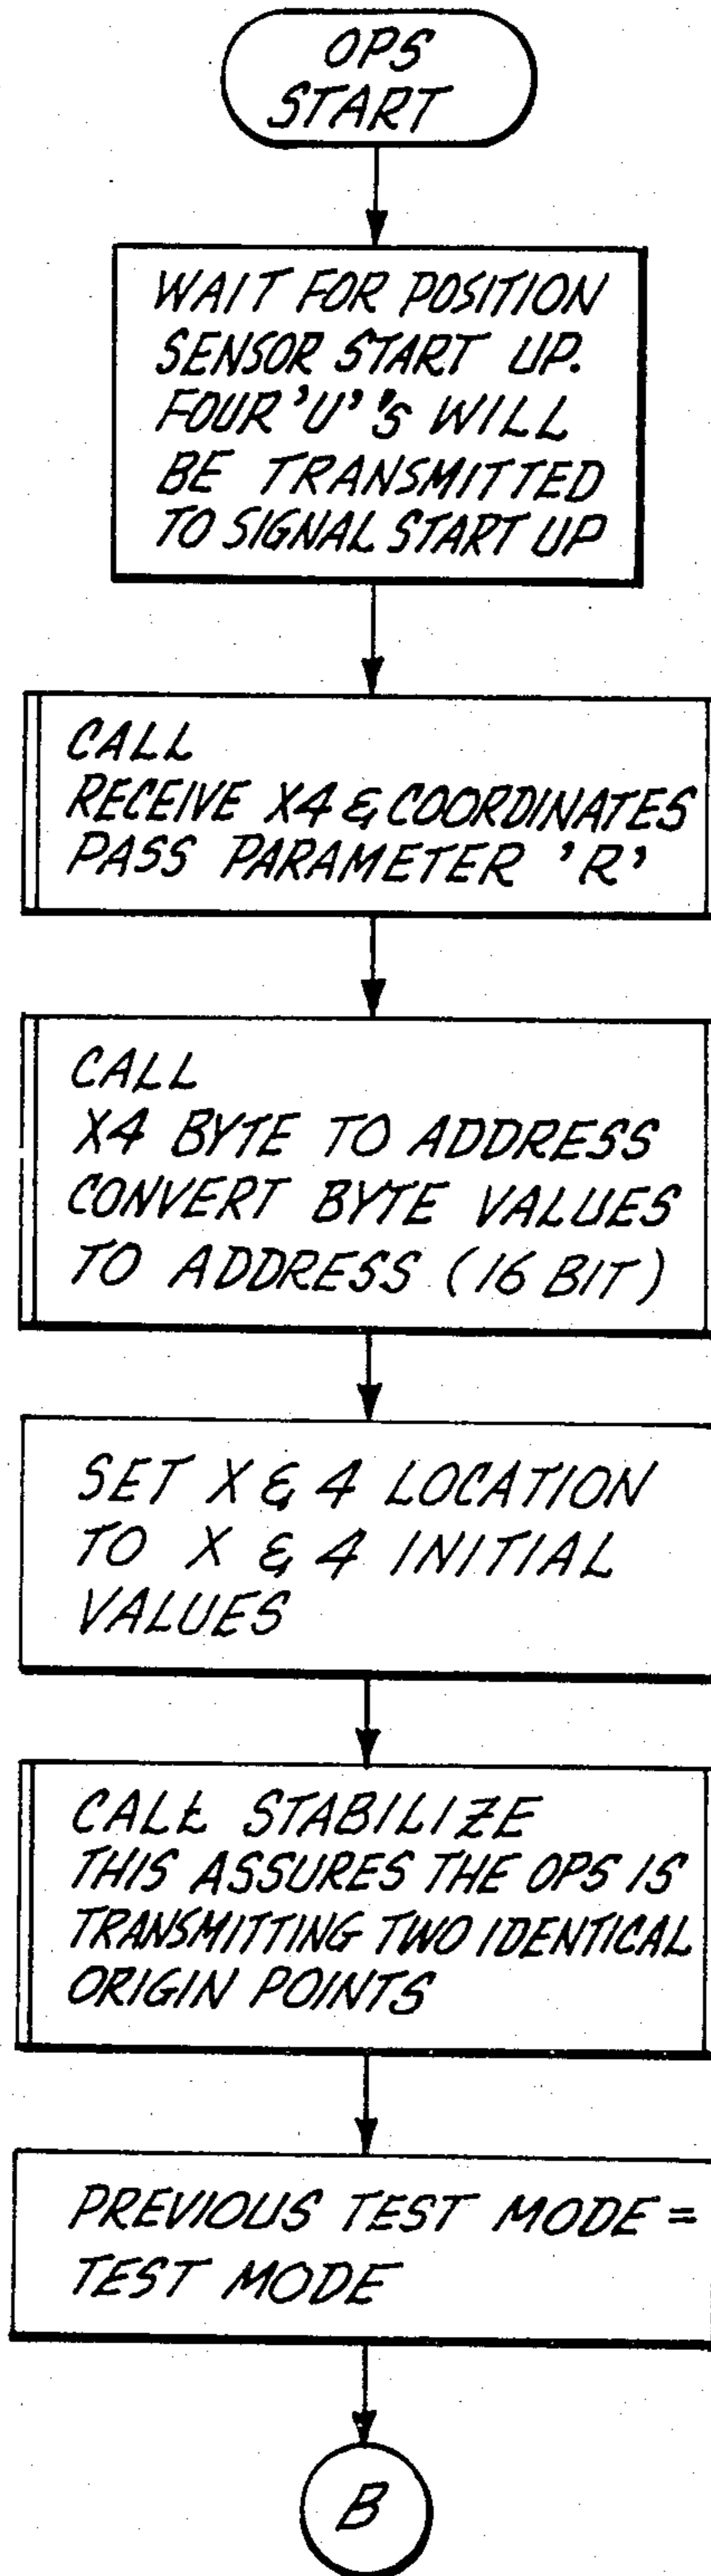 OPS
START
WAIT FOR POSITION
SENSOR START UP.
FOUR 'U' 'S WILL
BE TRANSMITTED
TO SIGNAL START UP
CALL
RECEIVE X4 & COORDINATES
PASS PARAMETER 'R'
CALL
X4 BYTE TO ADDRESS
CONVERT BYTE VALUES
TO ADDRESS (16 BIT)
SET X & 4 LOCATION
TO X & 4 INITIAL
VALUES
CALL STABILIZE
THIS ASSURES THE OPS IS
TRANSMITTING TWO IDENTICAL
ORIGIN POINTS
PREVIOUS TEST MODE =
TEST MODE
B